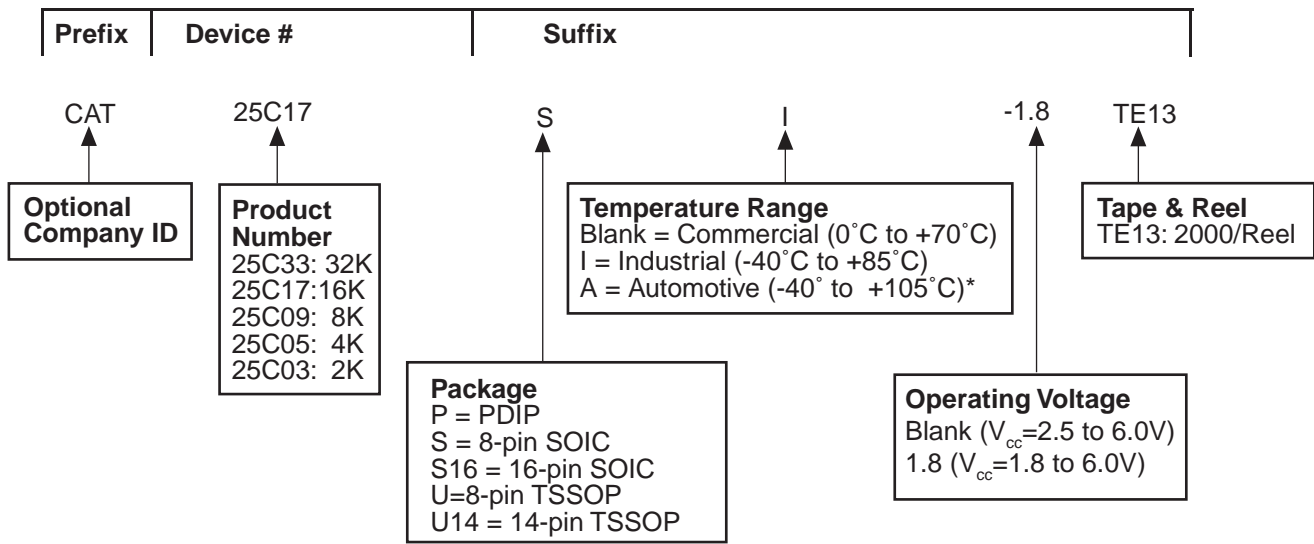 Prefix Device # Suffix
CAT 25C17 S I -1.8 TE13
Optional
Company ID
Product
Number
25C33: 32K
25C17:16K
25C09: 8K
25C05: 4K
25C03: 2K
Temperature Range
Blank = Commercial (0˚C to +70˚C)
I = Industrial (-40˚C to +85˚C)
A = Automotive (-40˚ to +105˚C)*
Tape & Reel
TE13: 2000/Reel
Package
P = PDIP
S = 8-pin SOIC
S16 = 16-pin SOIC
U=8-pin TSSOP
U14 = 14-pin TSSOP
Operating Voltage
Blank (Vcc=2.5 to 6.0V)
1.8 (Vcc=1.8 to 6.0V)